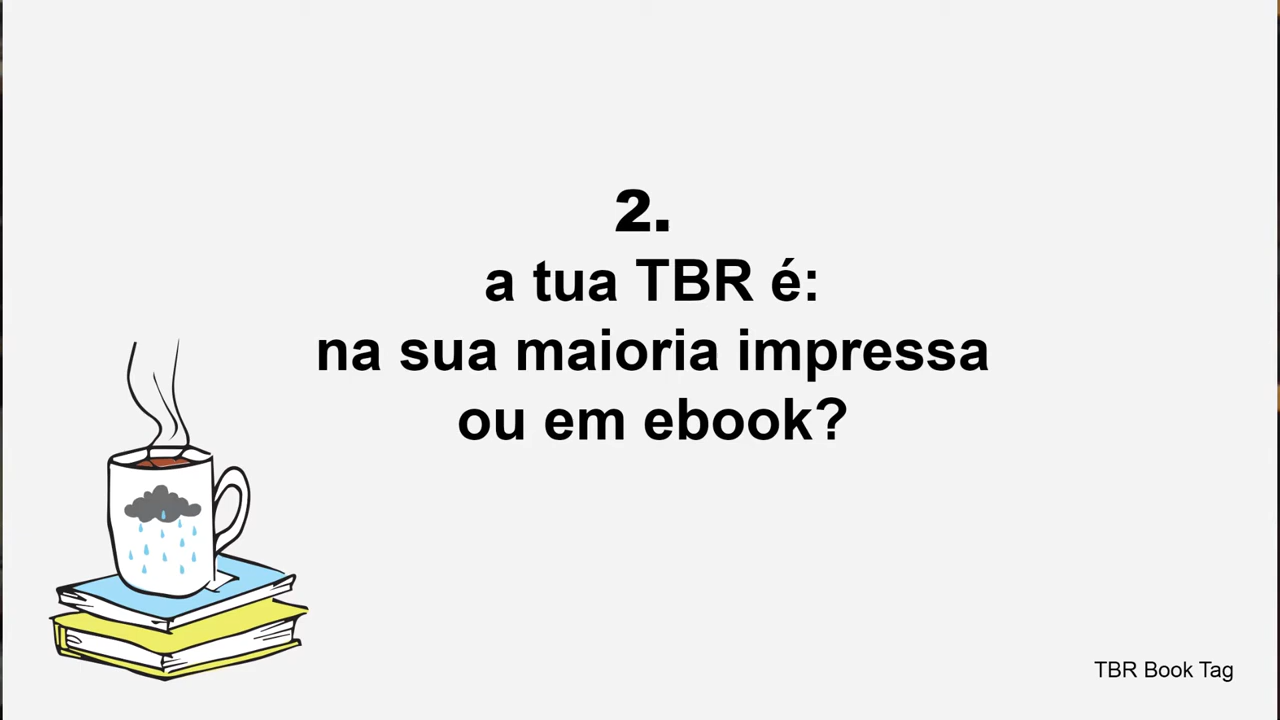 2.
a tua TBR é:
na sua maioria impressa
ou em ebook?
TBR Book Tag